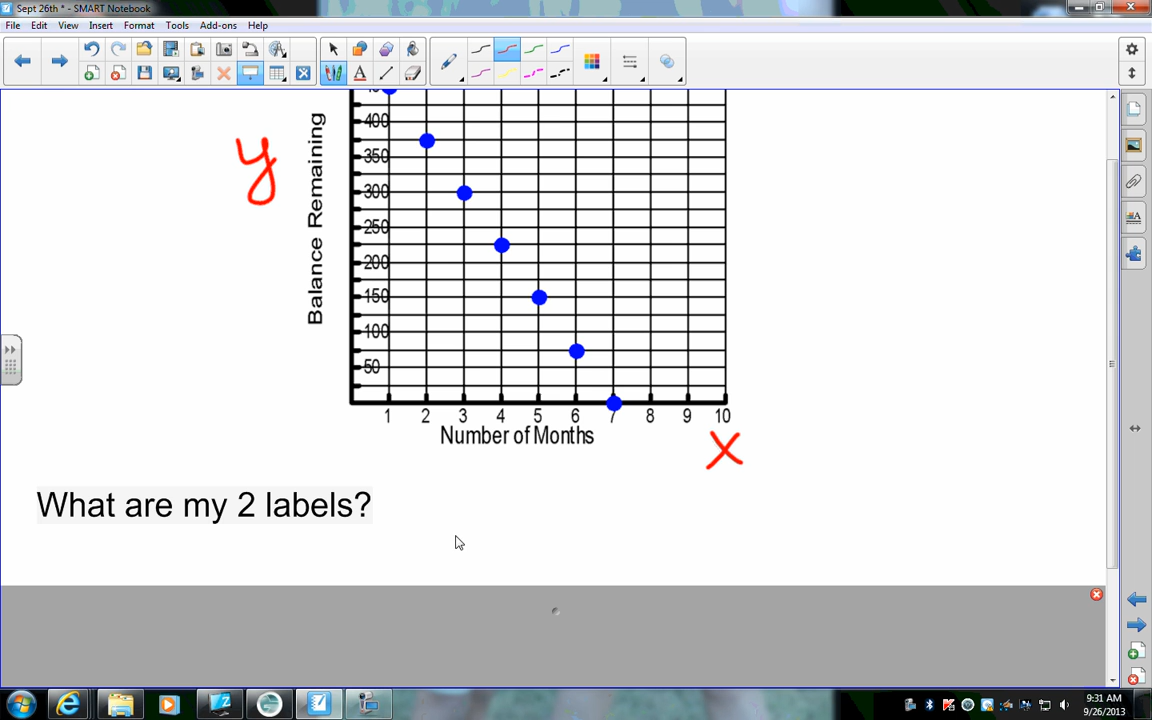 Sept 26th * - SMART Notebook
File Edit View Insert Format Tools Add-ons Help
y
Balance Remaining
400
350
300
250
200
150
100
50
1 2 3 4 5 6 7 8 9 10
Number of Months
x
What are my 2 labels?
9:31 AM
9/26/2013